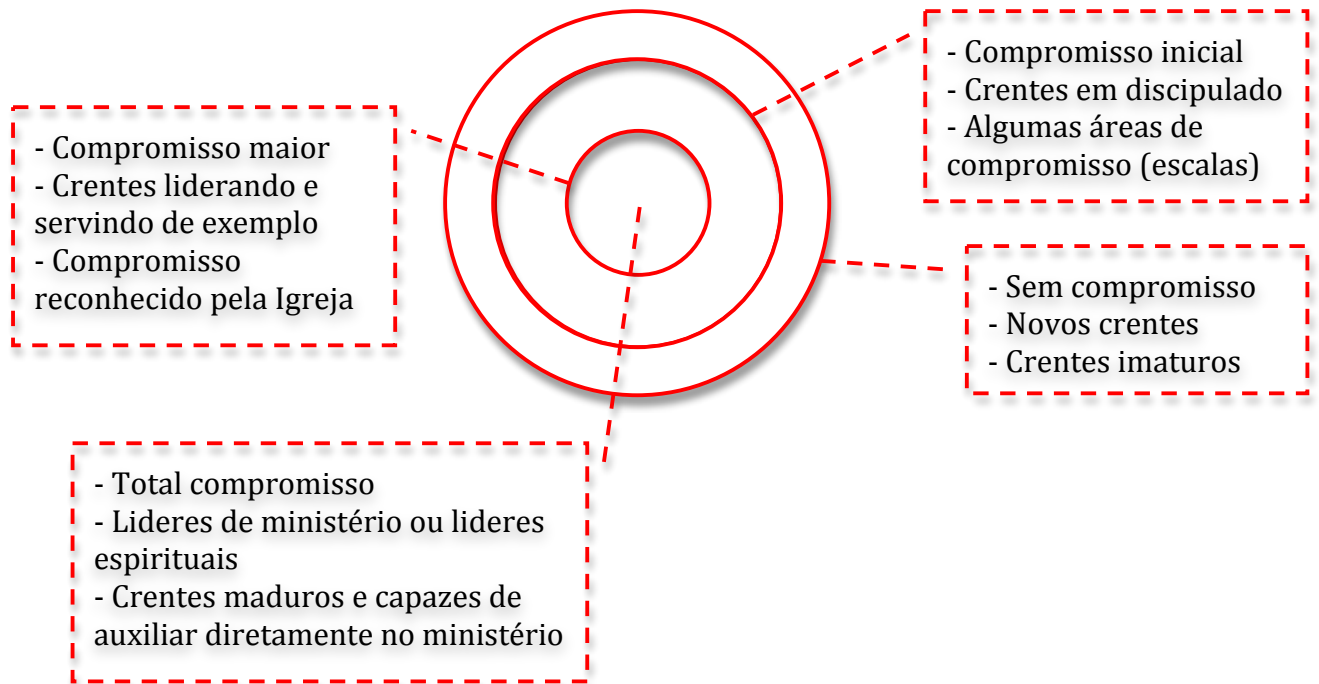 - Compromisso inicial
- Crentes em discipulado
- Algumas áreas de
compromisso (escalas)
- Compromisso maior
- Crentes liderando e
servindo de exemplo
- Compromisso
reconhecido pela Igreja
- Sem compromisso
- Novos crentes
- Crentes imaturos
- Total compromisso
- Lideres de ministério ou lideres
espirituais
- Crentes maduros e capazes de
auxiliar diretamente no ministério